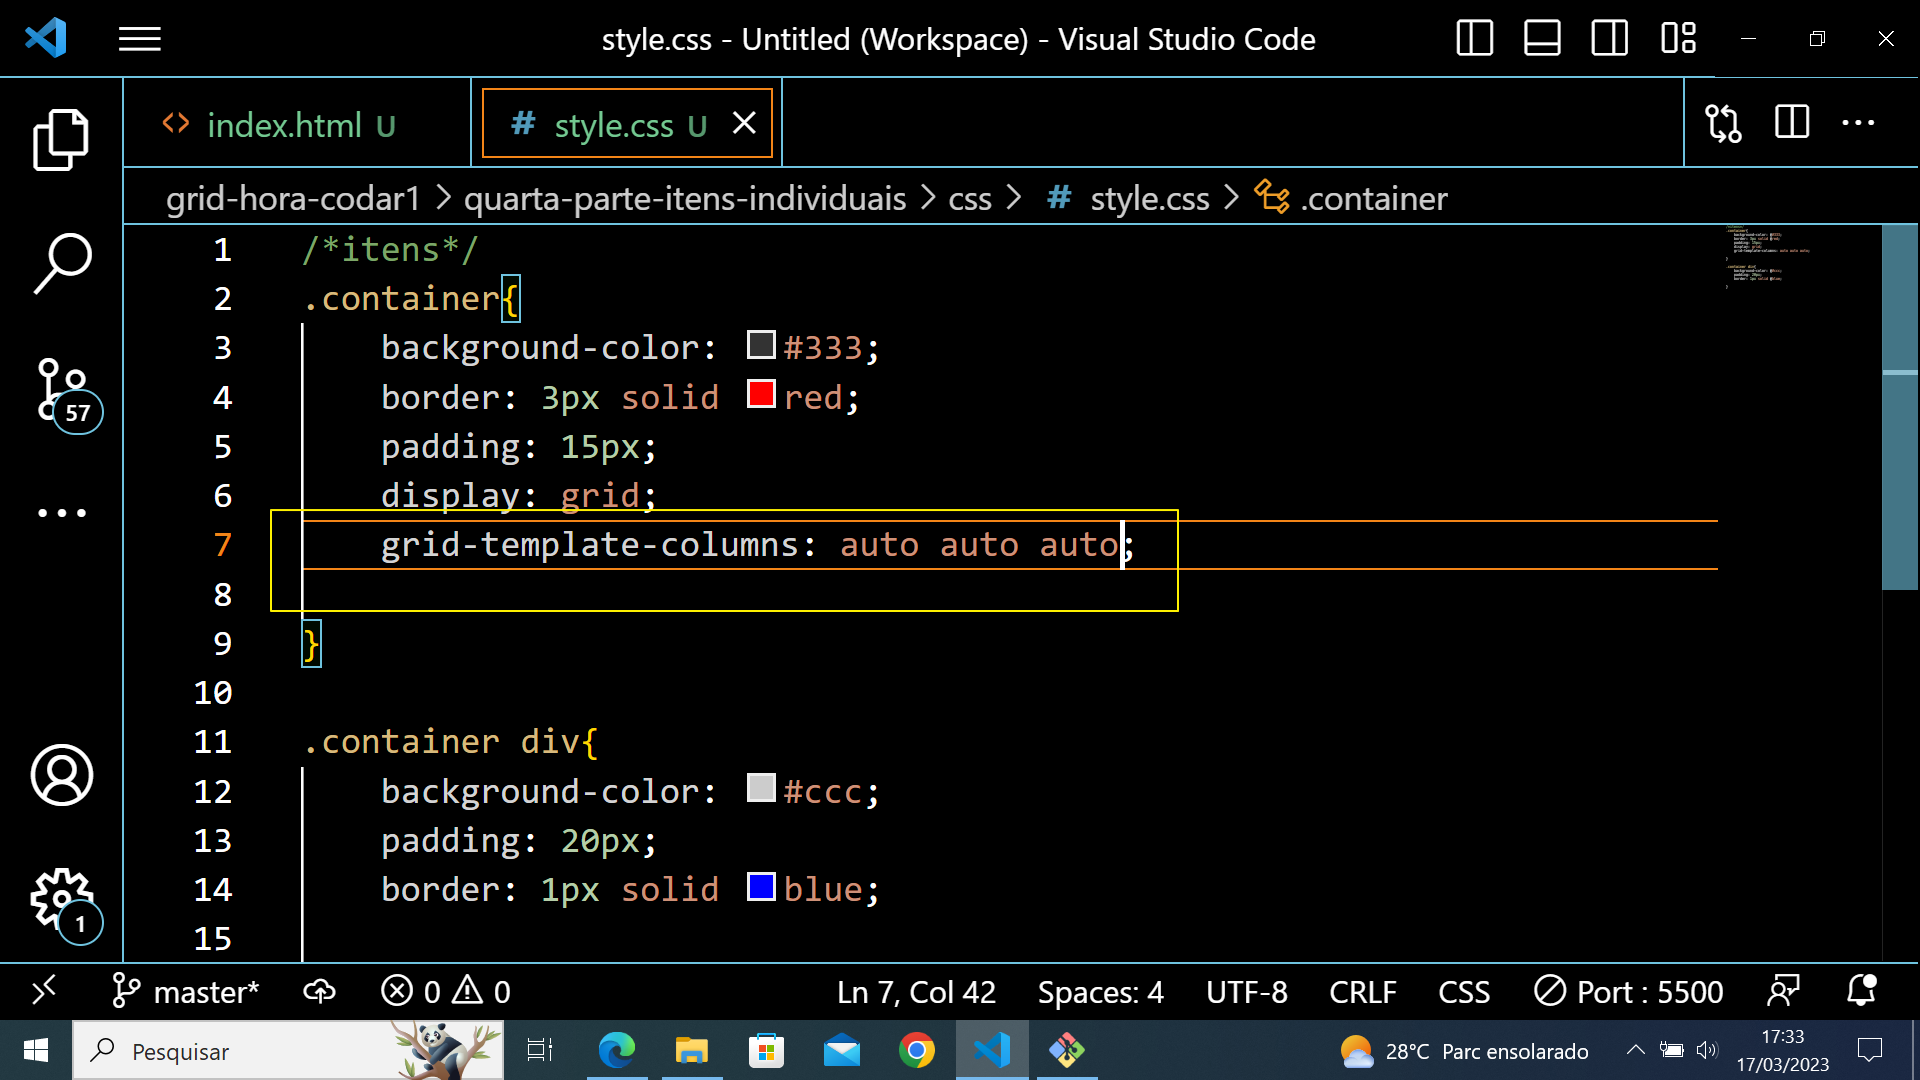 style.css - Untitled (Workspace) - Visual Studio Code
index.html U
# style.css U
grid-hora-codar1 > quarta-parte-itens-individuais > css > # style.css > .container
1 /*itens*/
2 .container{
3 background-color: #333;
4 border: 3px solid red;
5 padding: 15px;
6 display: grid;
7 grid-template-columns: auto auto auto;
8
9 }
10
11 .container div{
12 background-color: #ccc;
13 padding: 20px;
14 border: 1px solid blue;
15
57
1
master* 0 0 Ln 7, Col 42 Spaces: 4 UTF-8 CRLF CSS Port : 5500
Pesquisar
28°C Parc ensolarado
17:33
17/03/2023